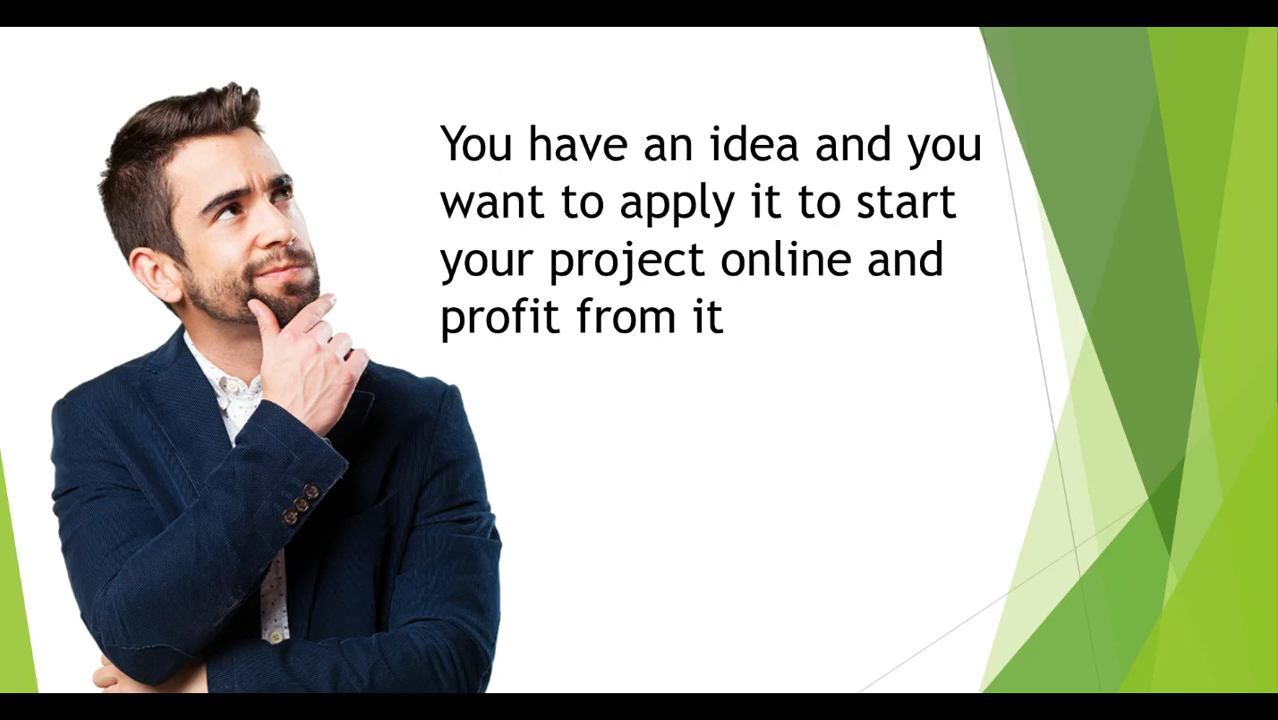 You have an idea and you
want to apply it to start
your project online and
profit from it